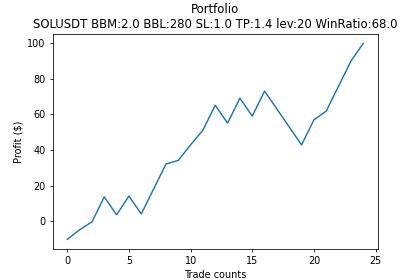 Portfolio
SOLUSDT BBM:2.0 BBL:280 SL:1.0 TP:1.4 lev:20 WinRatio:68.0
100
80
60
40
20
0
Profit ($)
0 5 10 15 20 25
Trade counts